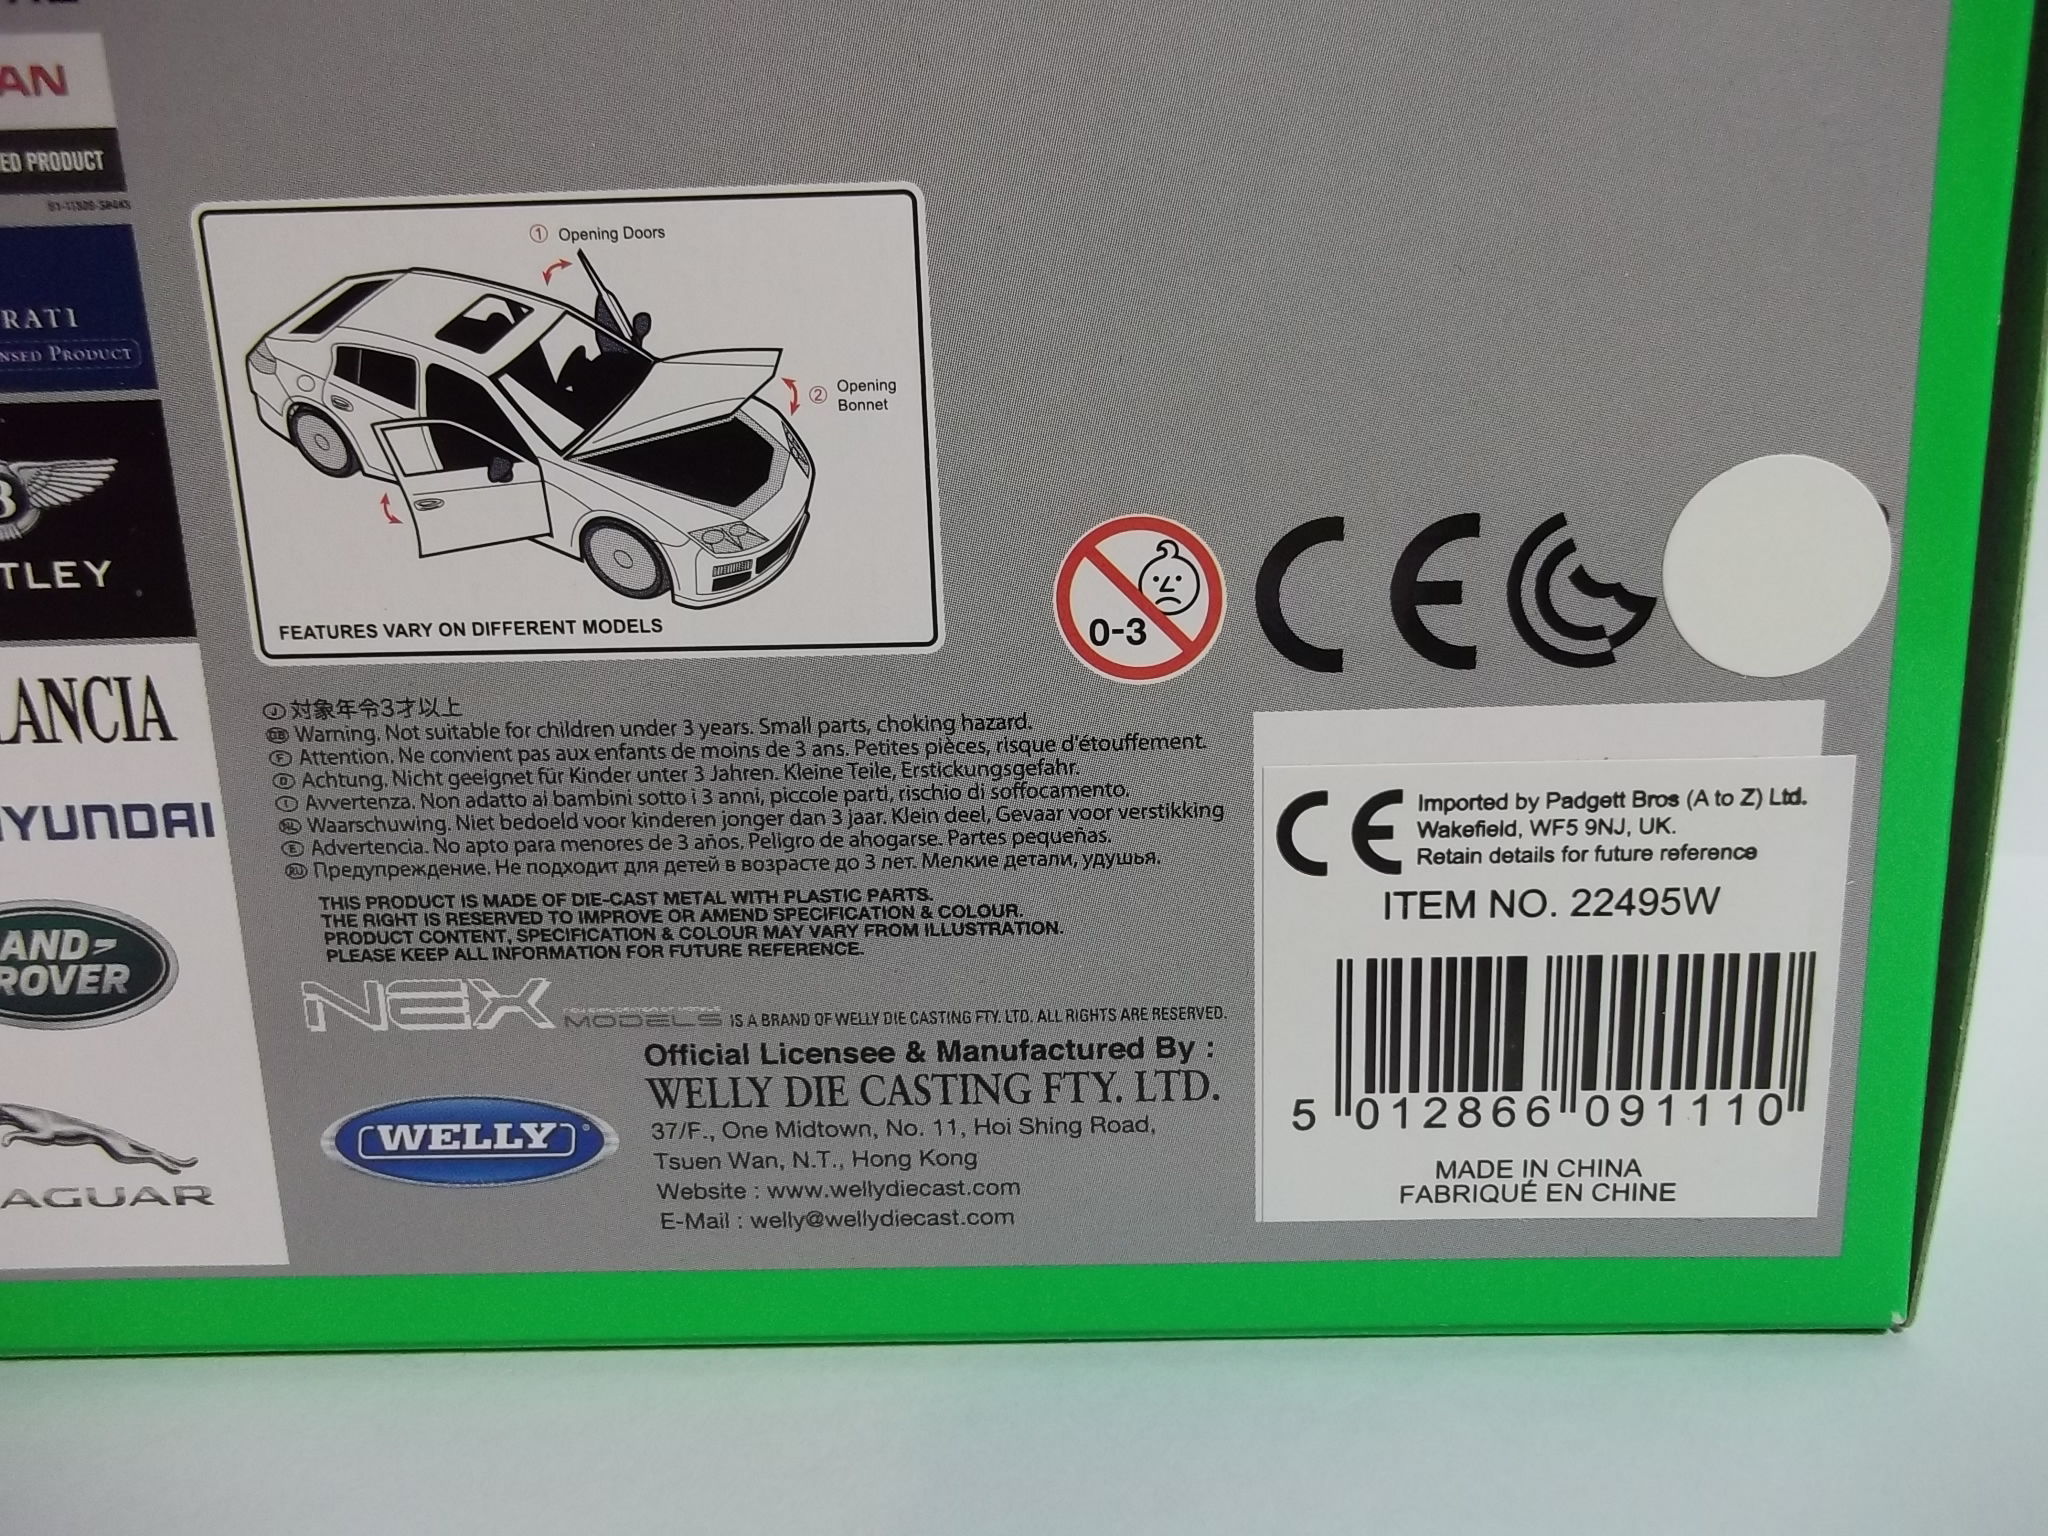 AN
ED PRODUCT
RATI
NSED PRODUCT
B
TLEY
LANCIA
HYUNDAI
AND-
ROVER
AGUAR
① Opening Doors
② Opening
Bonnet
FEATURES VARY ON DIFFERENT MODELS
0-3
CE
J 対象年令3才以上
GB Warning. Not suitable for children under 3 years. Small parts, choking hazard.
F Attention. Ne convient pas aux enfants de moins de 3 ans. Petites pièces, risque d'étouffement.
D Achtung. Nicht geeignet für Kinder unter 3 Jahren. Kleine Teile, Erstickungsgefahr.
I Avvertenza. Non adatto ai bambini sotto i 3 anni, piccole parti, rischio di soffocamento.
NL Waarschuwing. Niet bedoeld voor kinderen jonger dan 3 jaar. Klein deel, Gevaar voor verstikking
E Advertencia. No apto para menores de 3 años. Peligro de ahogarse. Partes pequeñas.
RU Предупреждение. Не подходит для детей в возрасте до 3 лет. Мелкие детали, удушья.
THIS PRODUCT IS MADE OF DIE-CAST METAL WITH PLASTIC PARTS.
THE RIGHT IS RESERVED TO IMPROVE OR AMEND SPECIFICATION & COLOUR.
PRODUCT CONTENT, SPECIFICATION & COLOUR MAY VARY FROM ILLUSTRATION.
PLEASE KEEP ALL INFORMATION FOR FUTURE REFERENCE.
NEX MODELS IS A BRAND OF WELLY DIE CASTING FTY. LTD. ALL RIGHTS ARE RESERVED.
WELLY
Official Licensee & Manufactured By :
WELLY DIE CASTING FTY. LTD.
37/F., One Midtown, No. 11, Hoi Shing Road,
Tsuen Wan, N.T., Hong Kong
Website : www.wellydiecast.com
E-Mail : welly@wellydiecast.com
CE Imported by Padgett Bros (A to Z) Ltd.
Wakefield, WF5 9NJ, UK.
Retain details for future reference
ITEM NO. 22495W
5 012866 091110
MADE IN CHINA
FABRIQUÉ EN CHINE